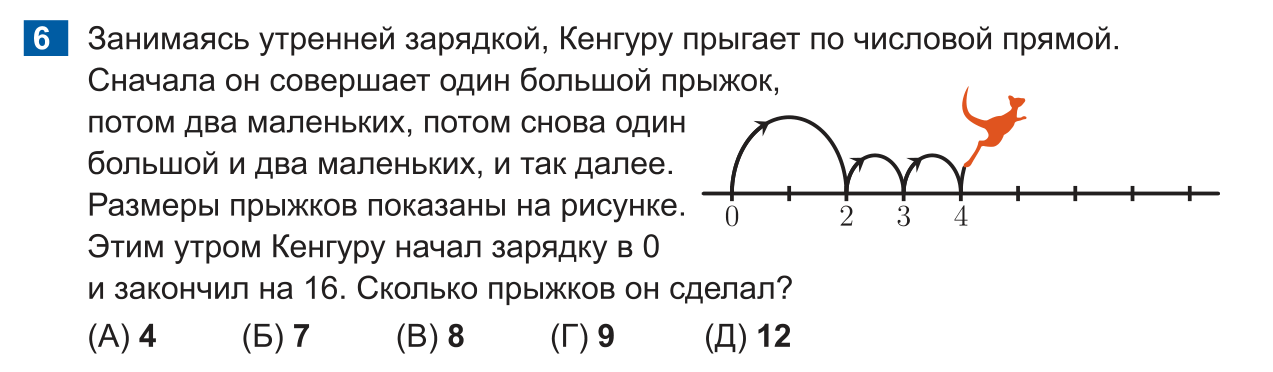 6 Занимаясь утренней зарядкой, Кенгуру прыгает по числовой прямой.
Сначала он совершает один большой прыжок,
потом два маленьких, потом снова один
большой и два маленьких, и так далее.
Размеры прыжков показаны на рисунке.
0 2 3 4
Этим утром Кенгуру начал зарядку в 0
и закончил на 16. Сколько прыжков он сделал?
(А) 4 (Б) 7 (В) 8 (Г) 9 (Д) 12